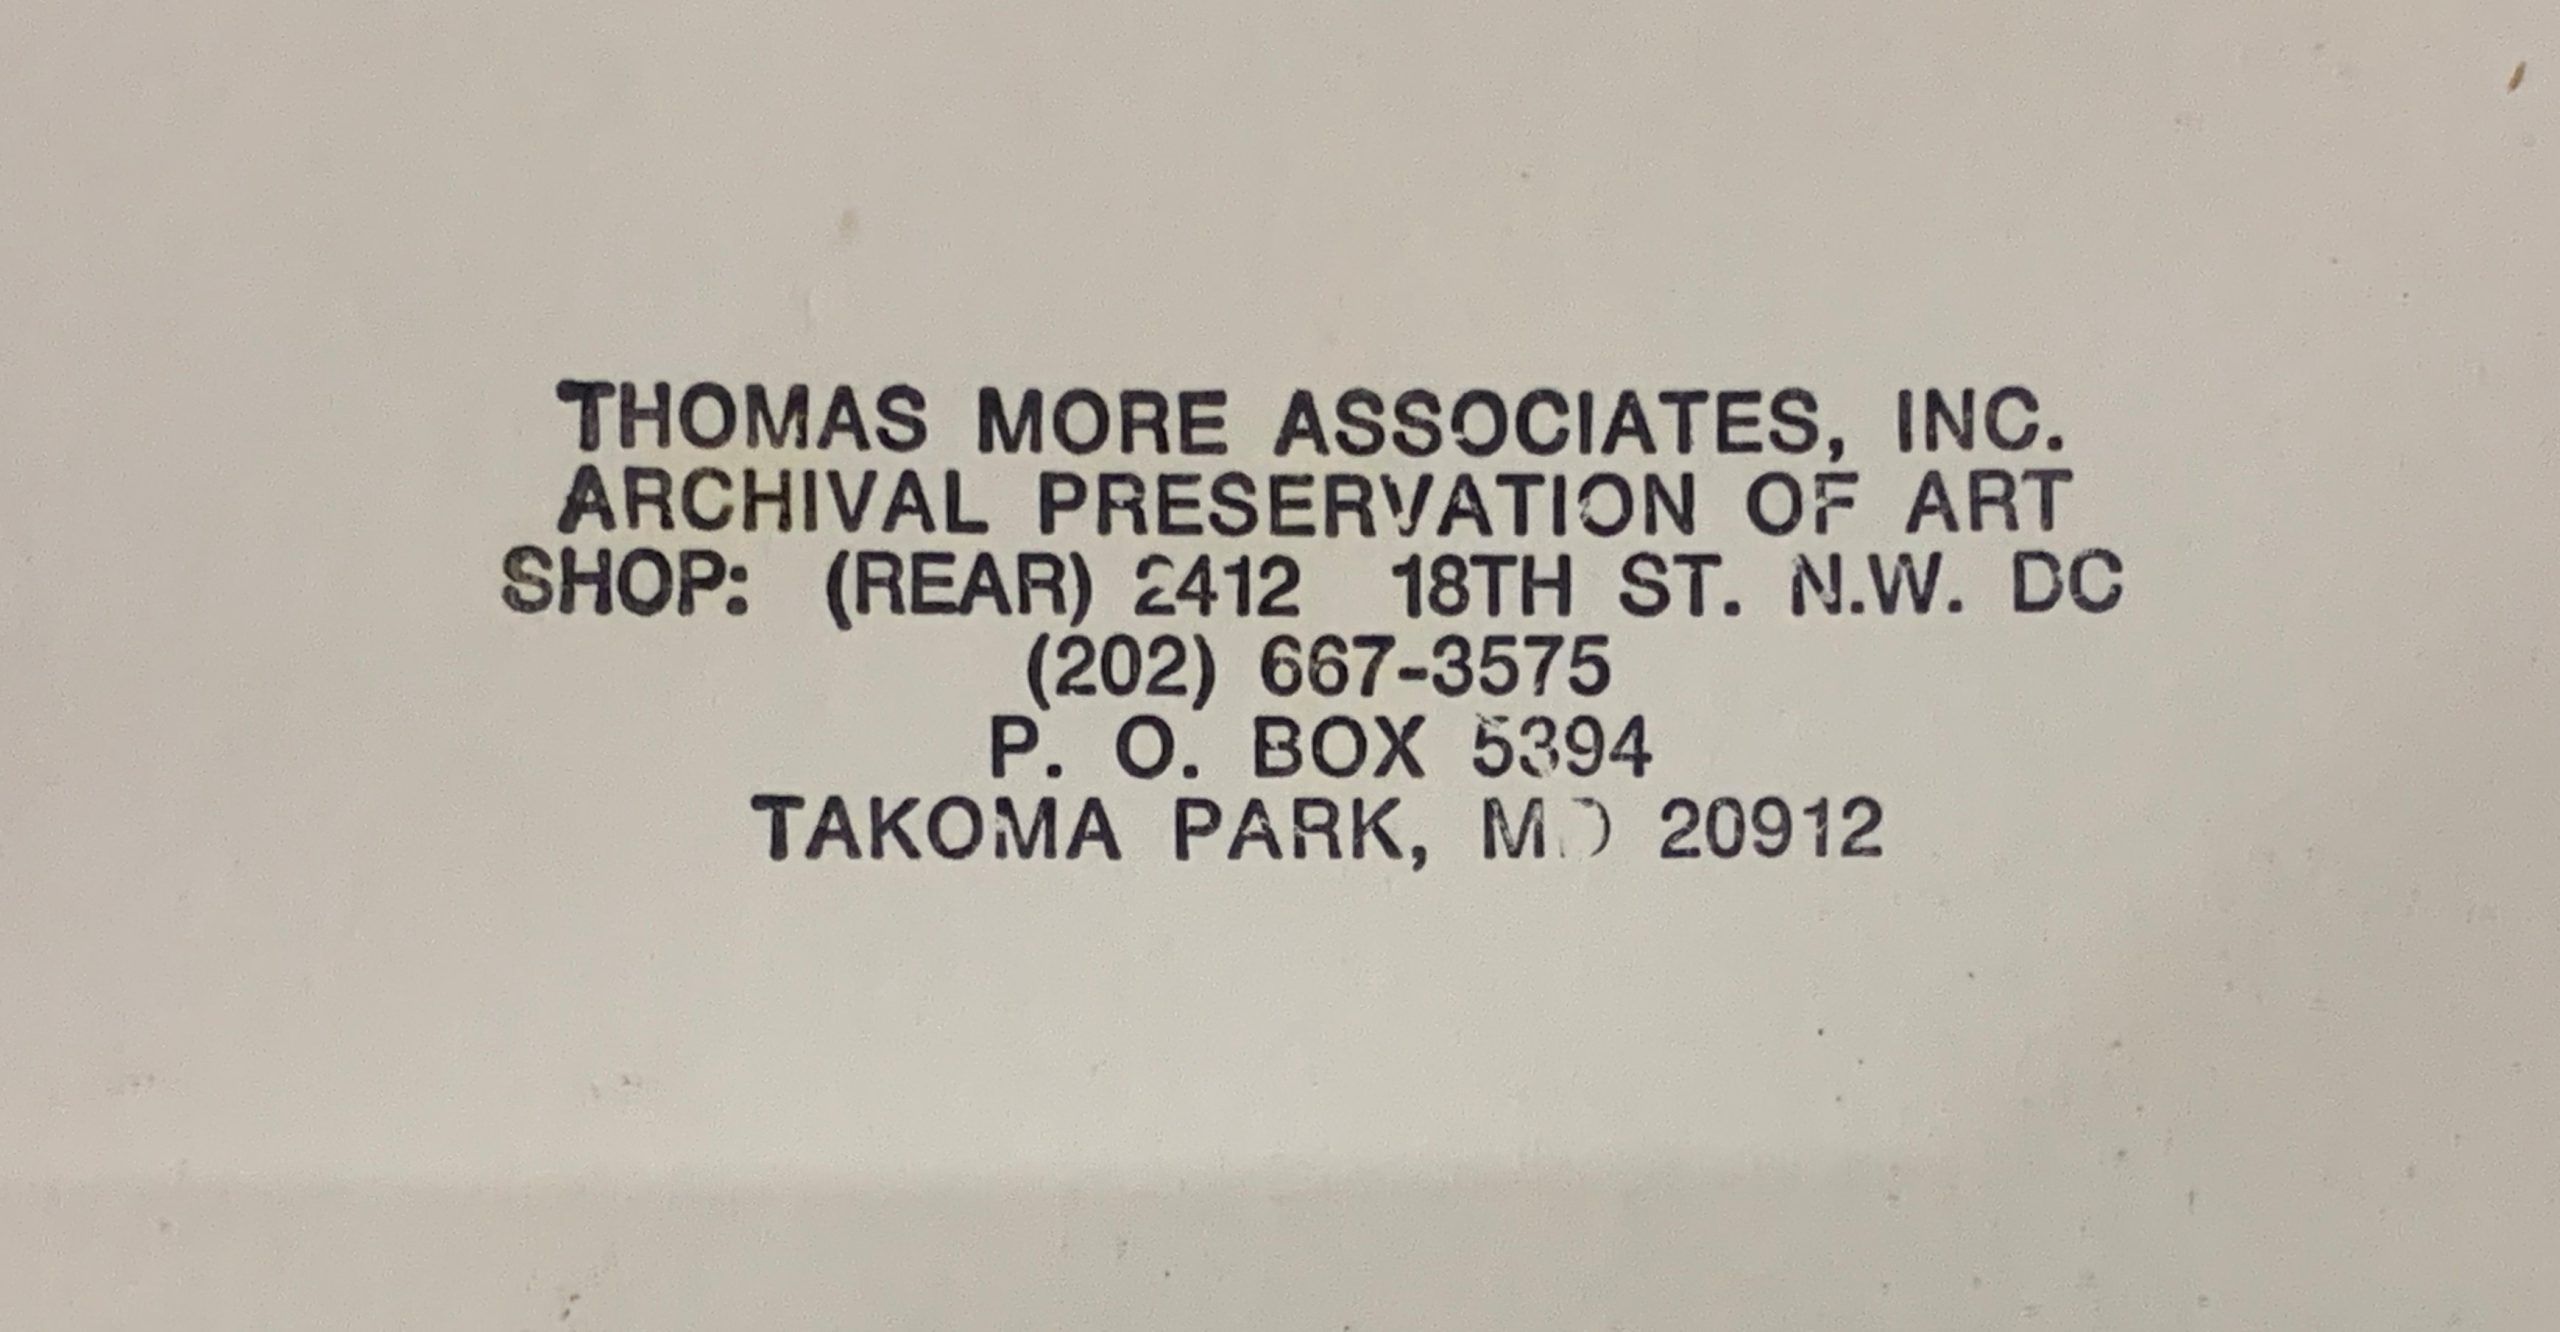 THOMAS MORE ASSOCIATES, INC.
ARCHIVAL PRESERVATION OF ART
SHOP: (REAR) 2412 18TH ST. N.W. DC
(202) 667-3575
P. O. BOX 5394
TAKOMA PARK, MD 20912